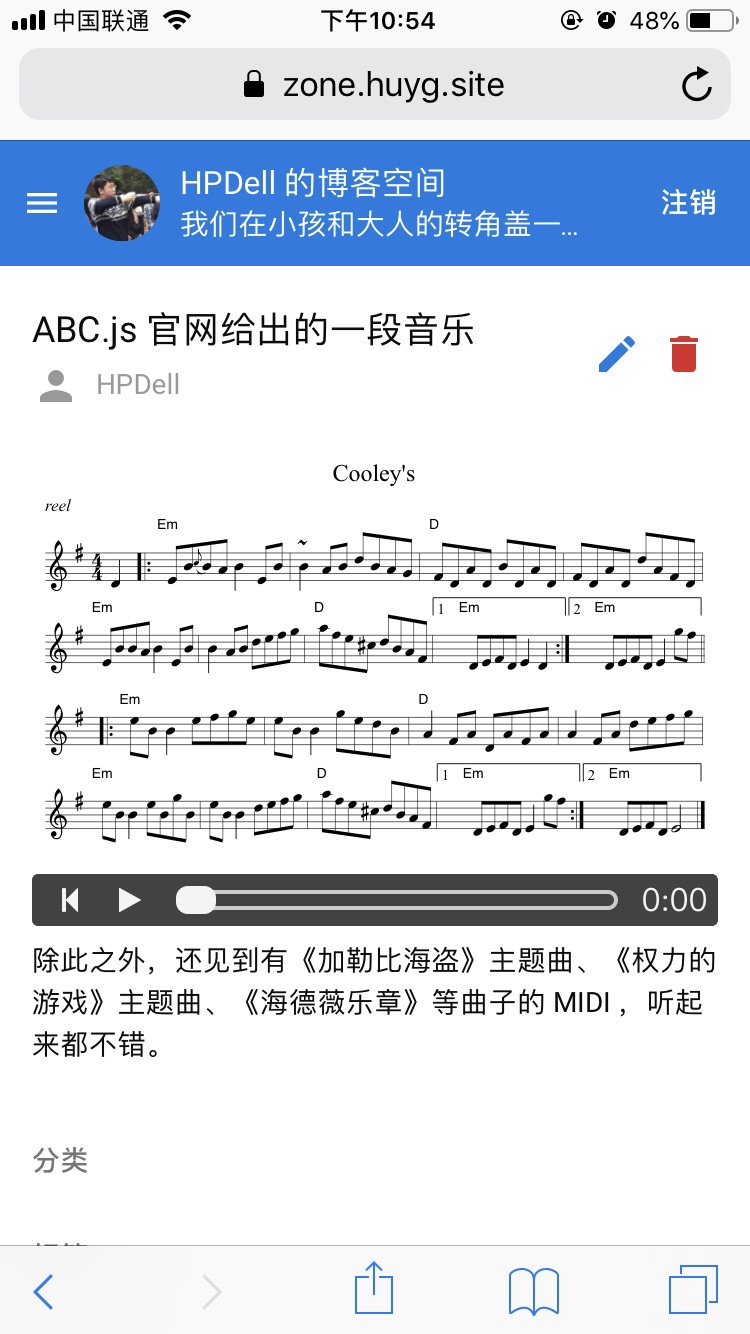 中国联通 下午10:54 48%
zone.huyg.site
HPDell 的博客空间
我们在小孩和大人的转角盖一...
注销
ABC.js 官网给出的一段音乐
HPDell
Cooley's
reel
Em D
Em D 1 Em 2 Em
Em D
Em D 1 Em 2 Em
0:00
除此之外，还见到有《加勒比海盗》主题曲、《权力的
游戏》主题曲、《海德薇乐章》等曲子的 MIDI ，听起
来都不错。
分类